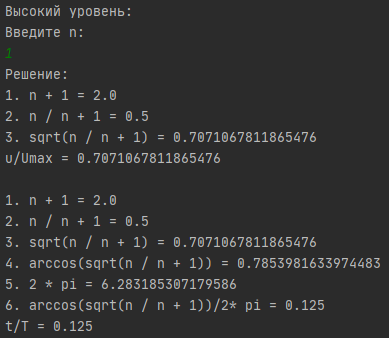 Высокий уровень:
Введите n:
1
Решение:
1. n + 1 = 2.0
2. n / n + 1 = 0.5
3. sqrt(n / n + 1) = 0.7071067811865476
u/Umax = 0.7071067811865476
1. n + 1 = 2.0
2. n / n + 1 = 0.5
3. sqrt(n / n + 1) = 0.7071067811865476
4. arccos(sqrt(n / n + 1)) = 0.7853981633974483
5. 2 * pi = 6.283185307179586
6. arccos(sqrt(n / n + 1))/2* pi = 0.125
t/T = 0.125